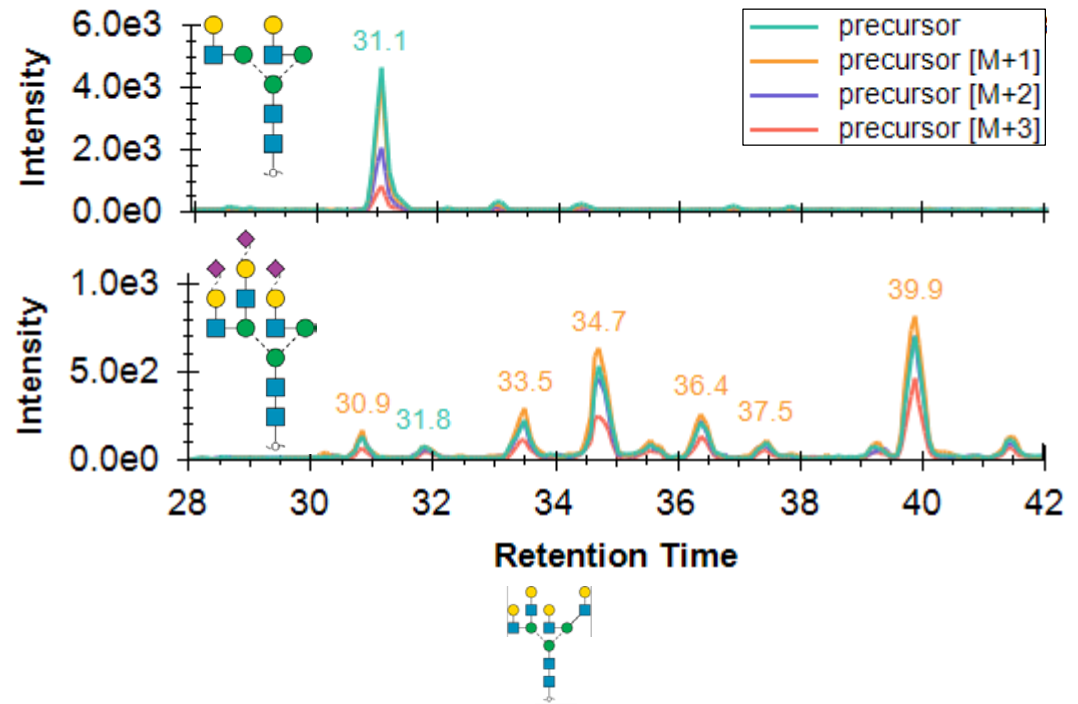 6.0e3
4.0e3
2.0e3
0.0e0
Intensity
31.1
precursor
precursor [M+1]
precursor [M+2]
precursor [M+3]
1.0e3
5.0e2
0.0e0
Intensity
30.9
31.8
33.5
34.7
36.4
37.5
39.9
28 30 32 34 36 38 40 42
Retention Time